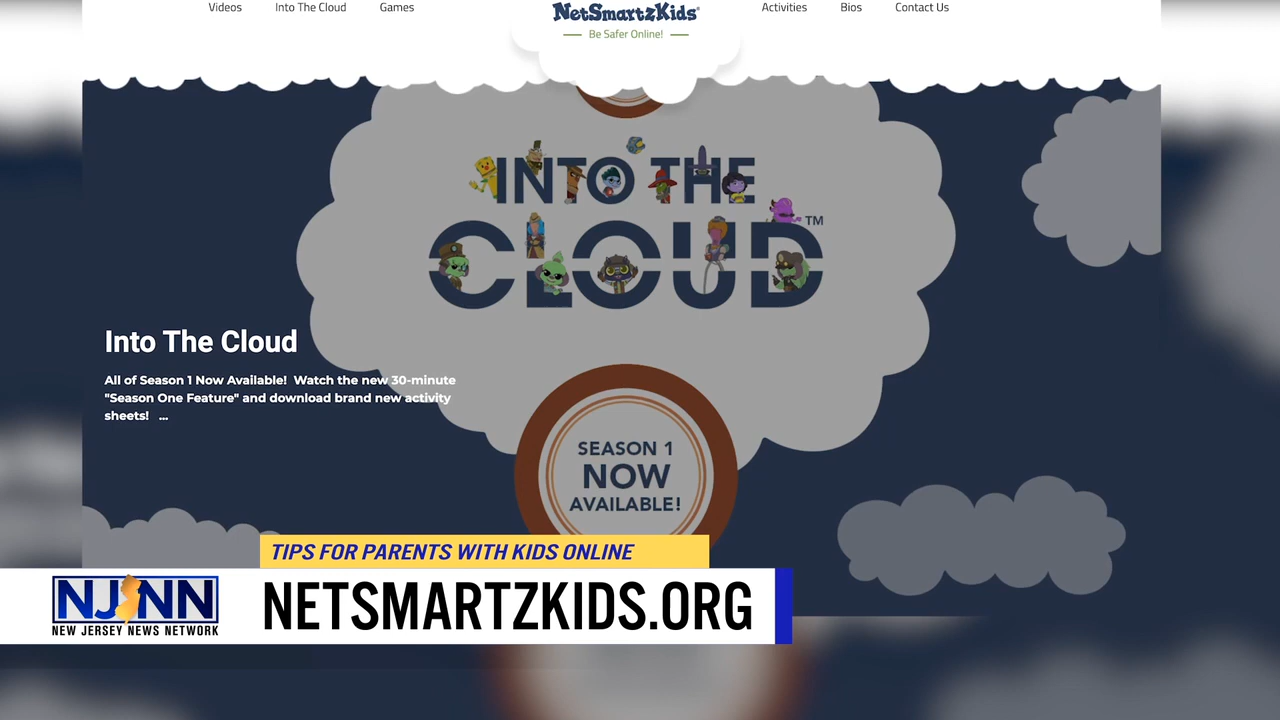 Videos
Into The Cloud
Games
NetSmartzKids®
Be Safer Online!
Activities
Bios
Contact Us
INTO THE
CLOUD™
Into The Cloud
All of Season 1 Now Available! Watch the new 30-minute
"Season One Feature" and download brand new activity
sheets! ...
SEASON 1
NOW
AVAILABLE!
TIPS FOR PARENTS WITH KIDS ONLINE
NJNN
NEW JERSEY NEWS NETWORK
NETSMARTZKIDS.ORG